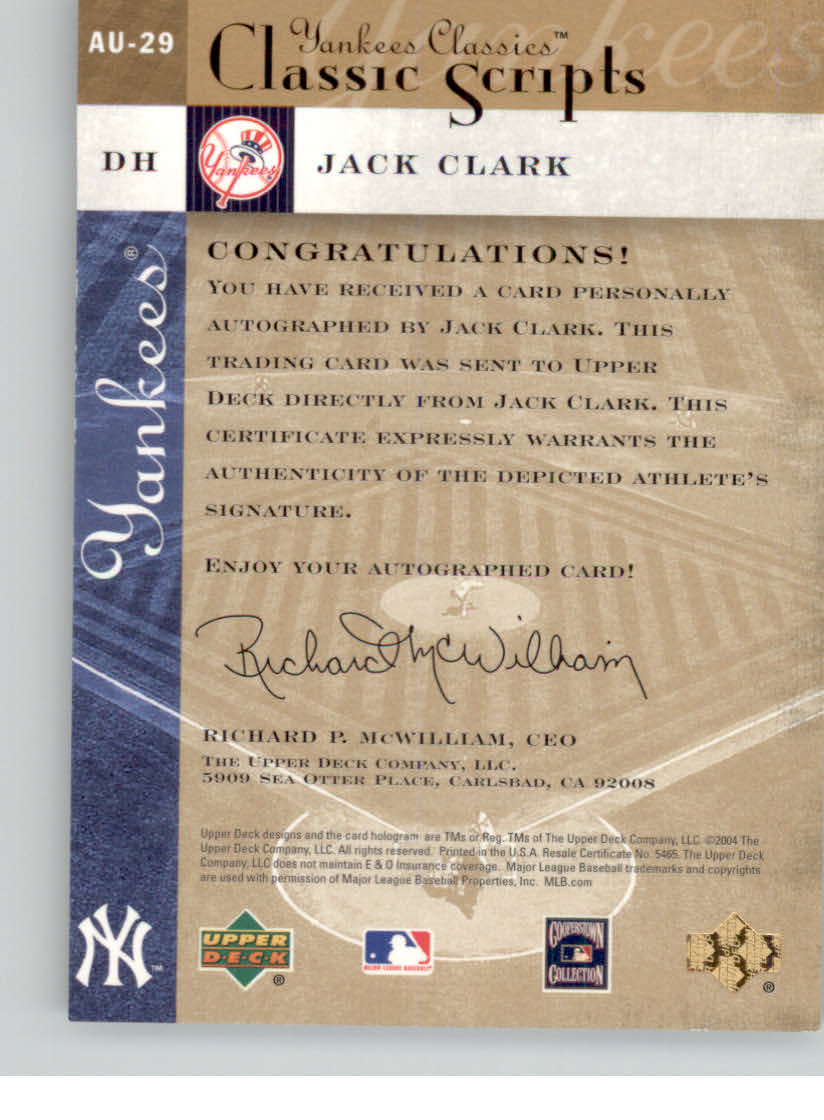 AU-29
Yankees Classics™
Classic Scripts
Yankees
DH
Yankees
JACK CLARK
Yankees®
CONGRATULATIONS!
YOU HAVE RECEIVED A CARD PERSONALLY
AUTOGRAPHED BY JACK CLARK. THIS
TRADING CARD WAS SENT TO UPPER
DECK DIRECTLY FROM JACK CLARK. THIS
CERTIFICATE EXPRESSLY WARRANTS THE
AUTHENTICITY OF THE DEPICTED ATHLETE'S
SIGNATURE.
ENJOY YOUR AUTOGRAPHED CARD!
Richard McWilliam
RICHARD P. MCWILLIAM, CEO
THE UPPER DECK COMPANY, LLC.
5909 SEA OTTER PLACE, CARLSBAD, CA 92008
Upper Deck designs and the card hologram are TMs or Reg. TMs of The Upper Deck Company, LLC. ©2004 The
Upper Deck Company, LLC. All rights reserved. Printed in the U.S.A. Resale Certificate No. 5465. The Upper Deck
Company, LLC does not maintain E & O Insurance coverage. Major League Baseball trademarks and copyrights
are used with permission of Major League Baseball Properties, Inc. MLB.com
NY™
UPPER
D·E·C·K
®
MAJOR LEAGUE BASEBALL
COOPERSTOWN
COLLECTION
®